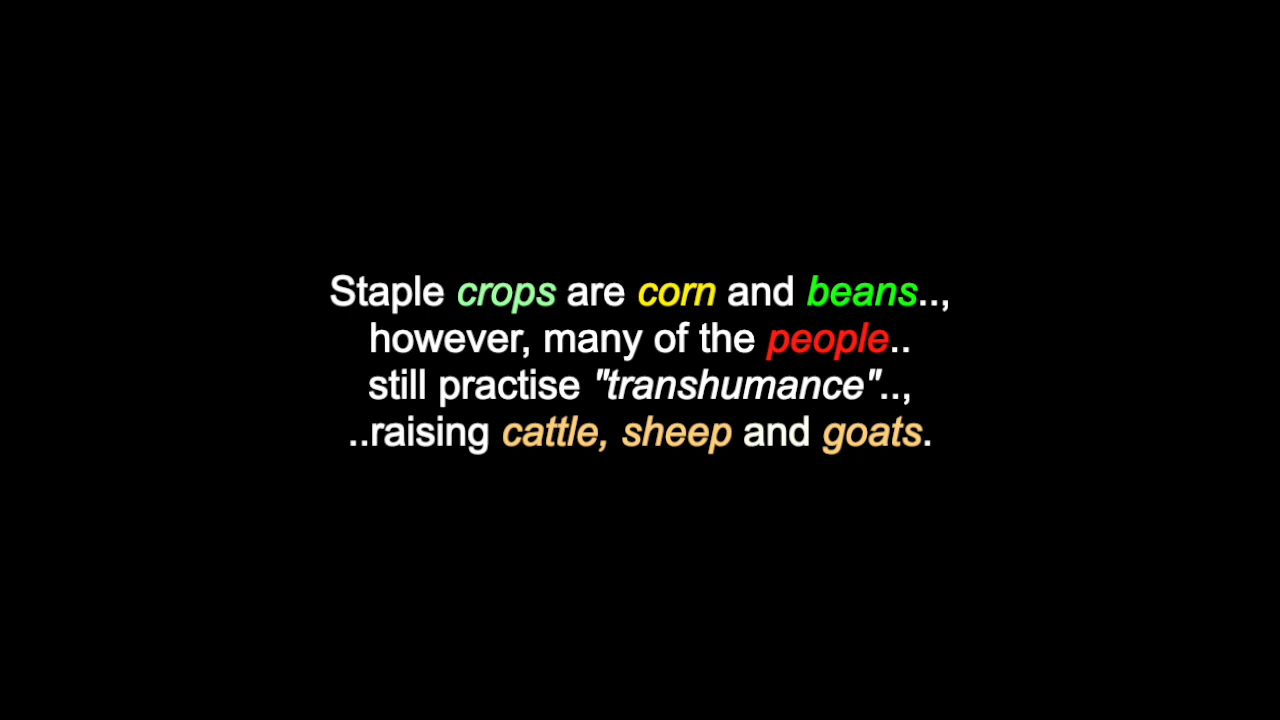 Staple crops are corn and beans..,
however, many of the people..
still practise "transhumance"..,
..raising cattle, sheep and goats.